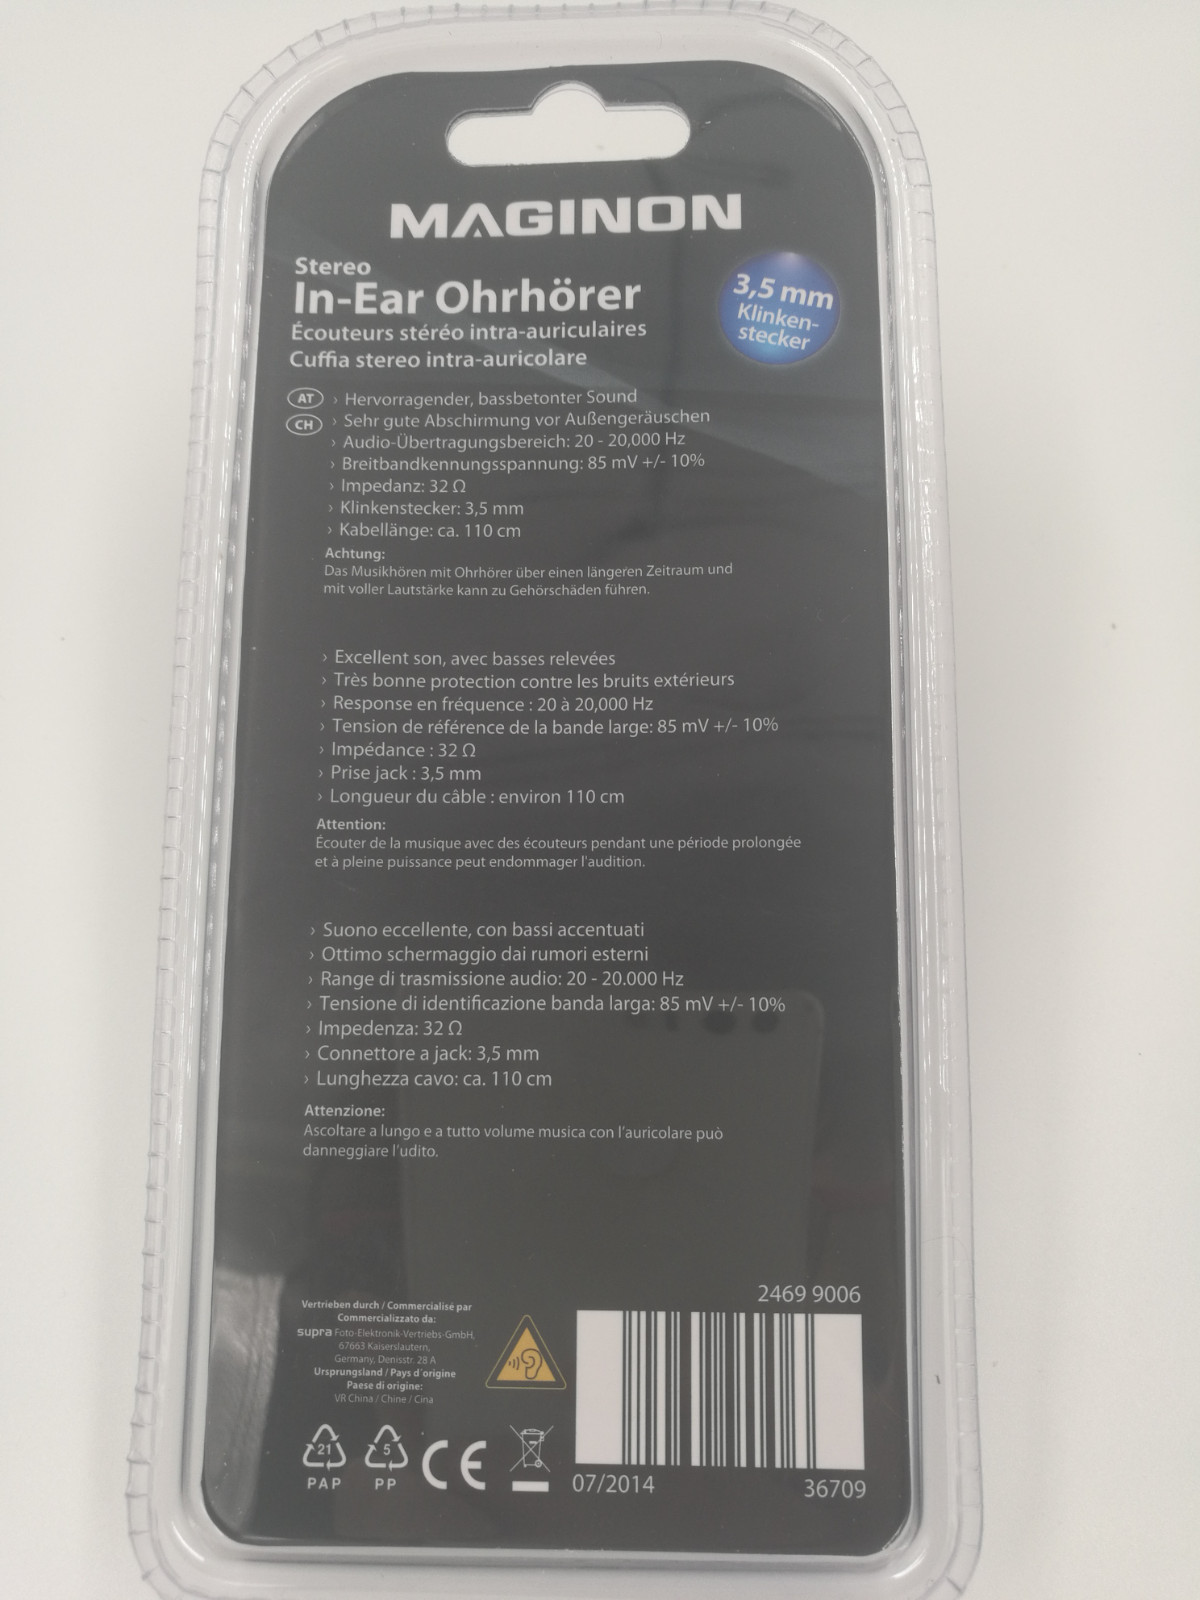 MAGINON
Stereo
In-Ear Ohrhörer
Écouteurs stéréo intra-auriculaires
Cuffia stereo intra-auricolare
3,5 mm
Klinken-
stecker
AT
CH
› Hervorragender, bassbetonter Sound
› Sehr gute Abschirmung vor Außengeräuschen
› Audio-Übertragungsbereich: 20 - 20,000 Hz
› Breitbandkennungsspannung: 85 mV +/- 10%
› Impedanz: 32 Ω
› Klinkenstecker: 3,5 mm
› Kabellänge: ca. 110 cm
Achtung:
Das Musikhören mit Ohrhörer über einen längeren Zeitraum und
mit voller Lautstärke kann zu Gehörschäden führen.
› Excellent son, avec basses relevées
› Très bonne protection contre les bruits extérieurs
› Response en fréquence : 20 à 20,000 Hz
› Tension de référence de la bande large: 85 mV +/- 10%
› Impédance : 32 Ω
› Prise jack : 3,5 mm
› Longueur du câble : environ 110 cm
Attention:
Écouter de la musique avec des écouteurs pendant une période prolongée
et à pleine puissance peut endommager l'audition.
› Suono eccellente, con bassi accentuati
› Ottimo schermaggio dai rumori esterni
› Range di trasmissione audio: 20 - 20.000 Hz
› Tensione di identificazione banda larga: 85 mV +/- 10%
› Impedenza: 32 Ω
› Connettore a jack: 3,5 mm
› Lunghezza cavo: ca. 110 cm
Attenzione:
Ascoltare a lungo e a tutto volume musica con l'auricolare può
danneggiare l'udito.
Vertrieben durch / Commercialisé par
Commercializzato da:
supra Foto-Elektronik-Vertriebs-GmbH,
67663 Kaiserslautern,
Germany, Denisstr. 28 A
Ursprungsland / Pays d'origine
Paese di origine:
VR China / Chine / Cina
2469 9006
21
PAP
5
PP
CE
07/2014
36709